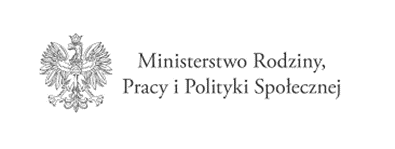 Ministerstwo Rodziny,
Pracy i Polityki Społecznej